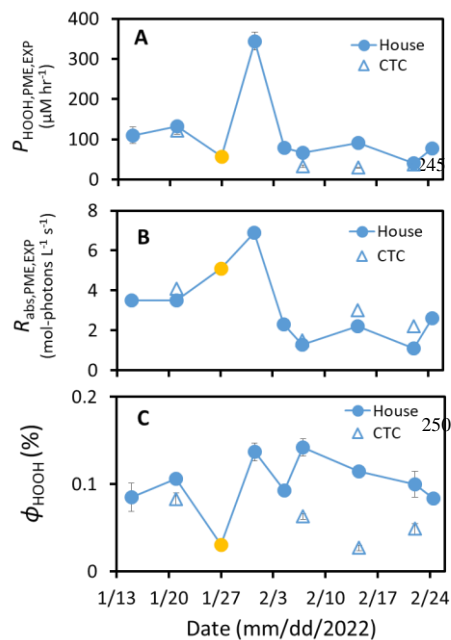 400
A
House
CTC
300
200
100
0
245
P_HOOH,PME,EXP
(µM hr⁻¹)
8
B
House
CTC
6
4
2
0
R_abs,PME,EXP
(mol-photons L⁻¹ s⁻¹)
0.2
C
House
CTC
250
0.1
0
ϕ_HOOH (%)
1/13 1/20 1/27 2/3 2/10 2/17 2/24
Date (mm/dd/2022)